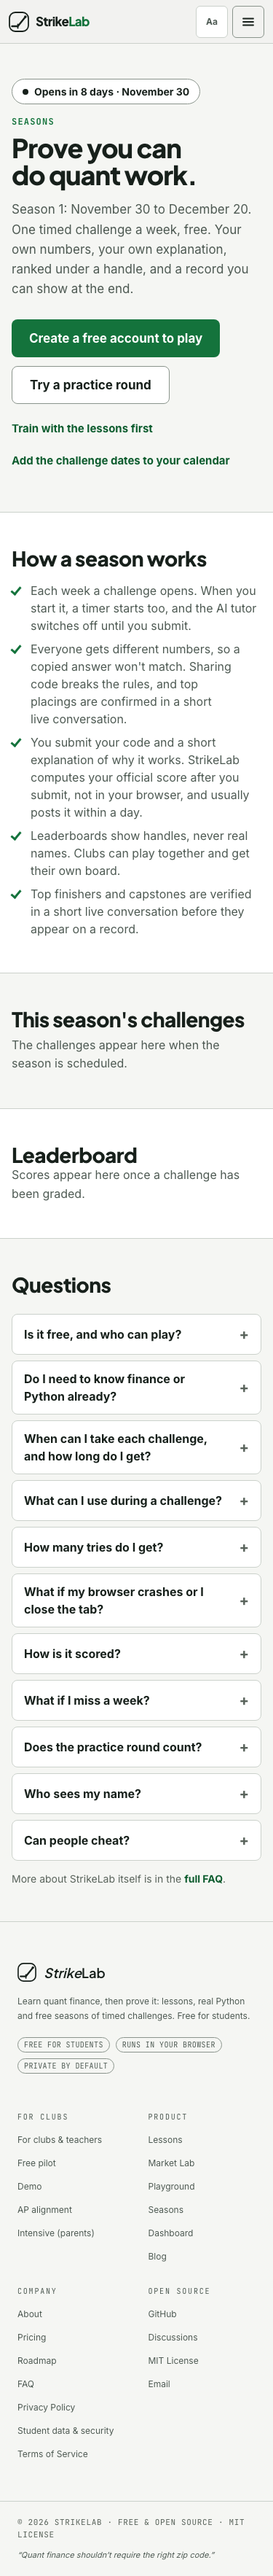 StrikeLab
Aa
Opens in 8 days · November 30
SEASONS
Prove you can
do quant work.
Season 1: November 30 to December 20.
One timed challenge a week, free. Your
own numbers, your own explanation,
ranked under a handle, and a record you
can show at the end.
Create a free account to play
Try a practice round
Train with the lessons first
Add the challenge dates to your calendar
How a season works
Each week a challenge opens. When you
start it, a timer starts too, and the AI tutor
switches off until you submit.
Everyone gets different numbers, so a
copied answer won't match. Sharing
code breaks the rules, and top
placings are confirmed in a short
live conversation.
You submit your code and a short
explanation of why it works. StrikeLab
computes your official score after you
submit, not in your browser, and usually
posts it within a day.
Leaderboards show handles, never real
names. Clubs can play together and get
their own board.
Top finishers and capstones are verified
in a short live conversation before they
appear on a record.
This season's challenges
The challenges appear here when the
season is scheduled.
Leaderboard
Scores appear here once a challenge has
been graded.
Questions
Is it free, and who can play? +
Do I need to know finance or
Python already? +
When can I take each challenge,
and how long do I get? +
What can I use during a challenge? +
How many tries do I get? +
What if my browser crashes or I
close the tab? +
How is it scored? +
What if I miss a week? +
Does the practice round count? +
Who sees my name? +
Can people cheat? +
More about StrikeLab itself is in the full FAQ.
StrikeLab
Learn quant finance, then prove it: lessons, real Python
and free seasons of timed challenges. Free for students.
FREE FOR STUDENTS
RUNS IN YOUR BROWSER
PRIVATE BY DEFAULT
FOR CLUBS
For clubs & teachers
Free pilot
Demo
AP alignment
Intensive (parents)
PRODUCT
Lessons
Market Lab
Playground
Seasons
Dashboard
Blog
COMPANY
About
Pricing
Roadmap
FAQ
Privacy Policy
Student data & security
Terms of Service
OPEN SOURCE
GitHub
Discussions
MIT License
Email
© 2026 STRIKELAB · FREE & OPEN SOURCE · MIT
LICENSE
"Quant finance shouldn't require the right zip code."